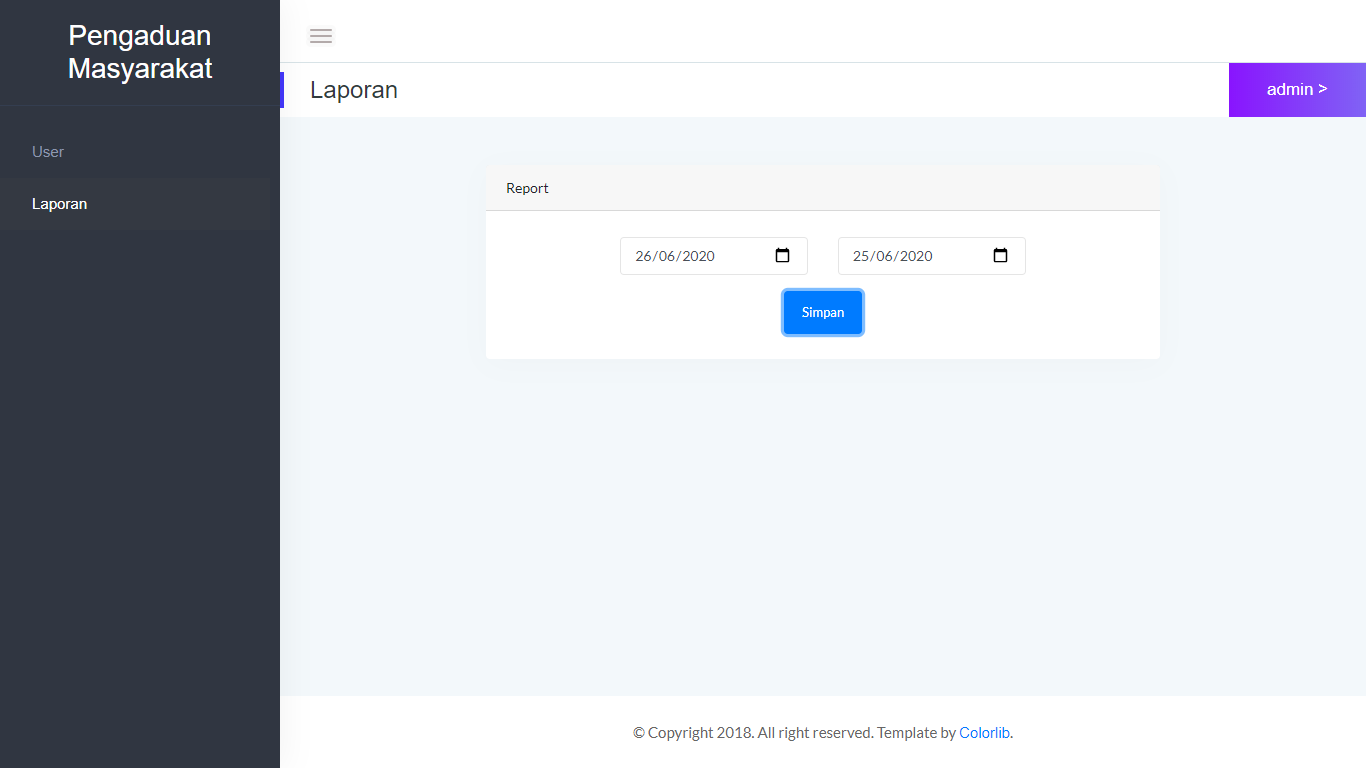 Pengaduan
Masyarakat
User
Laporan
Laporan
admin >
Report
26/06/2020
25/06/2020
Simpan
© Copyright 2018. All right reserved. Template by Colorlib.